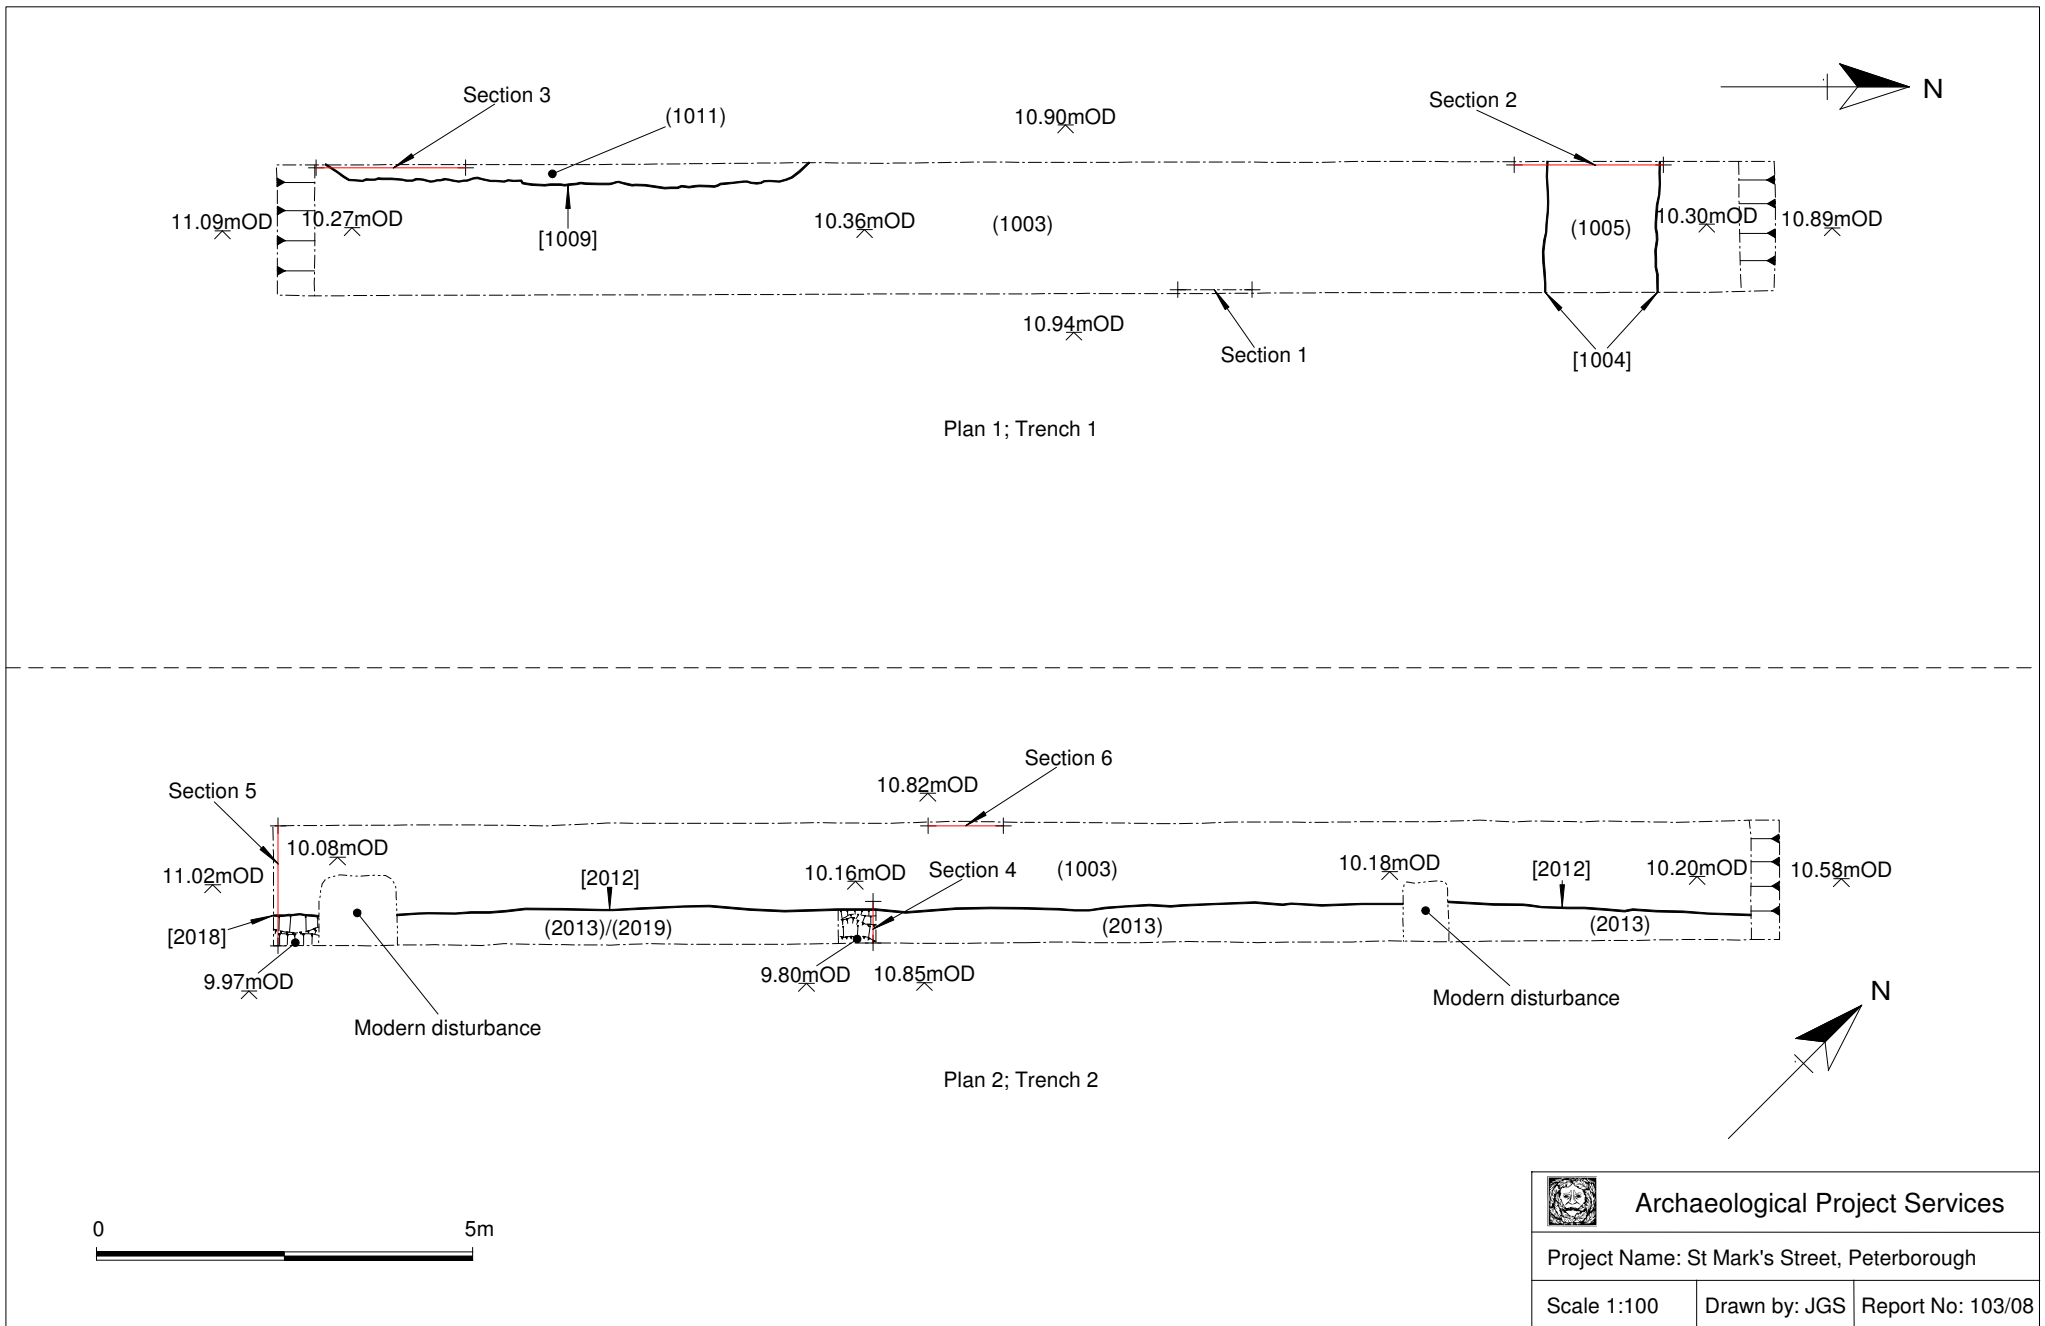 Section 3
(1011)
10.90mOD
Section 2
N
11.09mOD
10.27mOD
[1009]
10.36mOD
(1003)
(1005)
10.30mOD
10.89mOD
10.94mOD
Section 1
[1004]
Plan 1; Trench 1
Section 5
10.82mOD
Section 6
11.02mOD
10.08mOD
[2012]
10.16mOD
Section 4
(1003)
10.18mOD
[2012]
10.20mOD
10.58mOD
[2018]
(2013)/(2019)
(2013)
(2013)
9.97mOD
9.80mOD
10.85mOD
Modern disturbance
Modern disturbance
N
Plan 2; Trench 2
0
5m
Archaeological Project Services
Project Name: St Mark's Street, Peterborough
Scale 1:100
Drawn by: JGS
Report No: 103/08